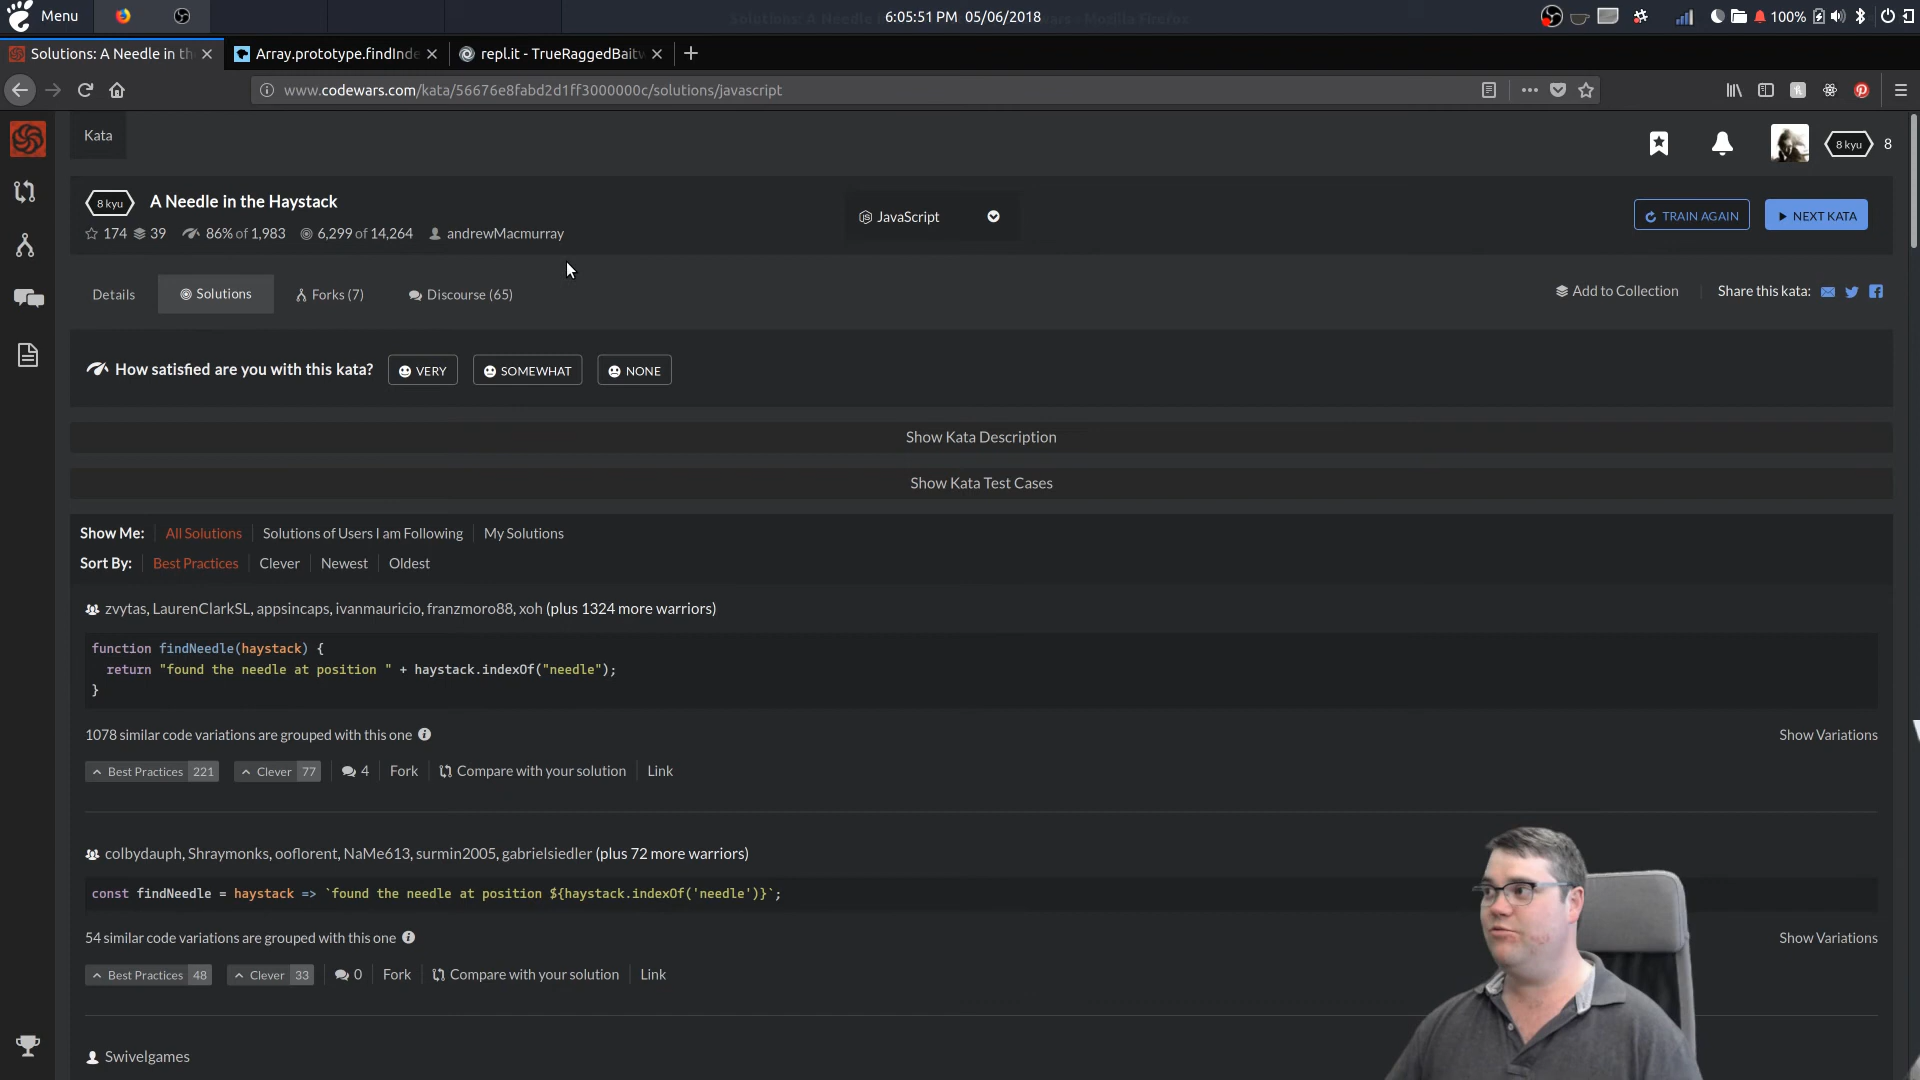 Menu
6:05:51 PM 05/06/2018
100%
Solutions: A Needle in th
Array.prototype.findInde
repl.it - TrueRaggedBaitw
www.codewars.com/kata/56676e8fabd2d1ff3000000c/solutions/javascript
Kata
8 kyu
8
8 kyu
A Needle in the Haystack
174 39 86% of 1,983 6,299 of 14,264 andrewMacmurray
JavaScript
TRAIN AGAIN
NEXT KATA
Details
Solutions
Forks (7)
Discourse (65)
Add to Collection
Share this kata:
How satisfied are you with this kata?
VERY
SOMEWHAT
NONE
Show Kata Description
Show Kata Test Cases
Show Me: All Solutions Solutions of Users I am Following My Solutions
Sort By: Best Practices Clever Newest Oldest
zvytas, LaurenClarkSL, appsincaps, ivanmauricio, franzmoro88, xoh (plus 1324 more warriors)
function findNeedle(haystack) {
return "found the needle at position " + haystack.indexOf("needle");
}
1078 similar code variations are grouped with this one
Show Variations
Best Practices 221 Clever 77 4 Fork Compare with your solution Link
colbydauph, Shraymonks, ooflorent, NaMe613, surmin2005, gabrielsiedler (plus 72 more warriors)
const findNeedle = haystack => `found the needle at position ${haystack.indexOf('needle')}`;
54 similar code variations are grouped with this one
Show Variations
Best Practices 48 Clever 33 0 Fork Compare with your solution Link
Swivelgames